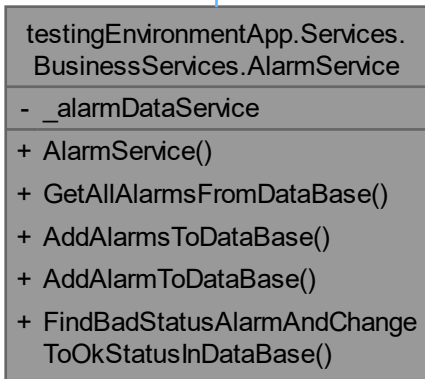 testingEnvironmentApp.Services.
BusinessServices.AlarmService
- _alarmDataService
+ AlarmService()
+ GetAllAlarmsFromDataBase()
+ AddAlarmsToDataBase()
+ AddAlarmToDataBase()
+ FindBadStatusAlarmAndChange
ToOkStatusInDataBase()